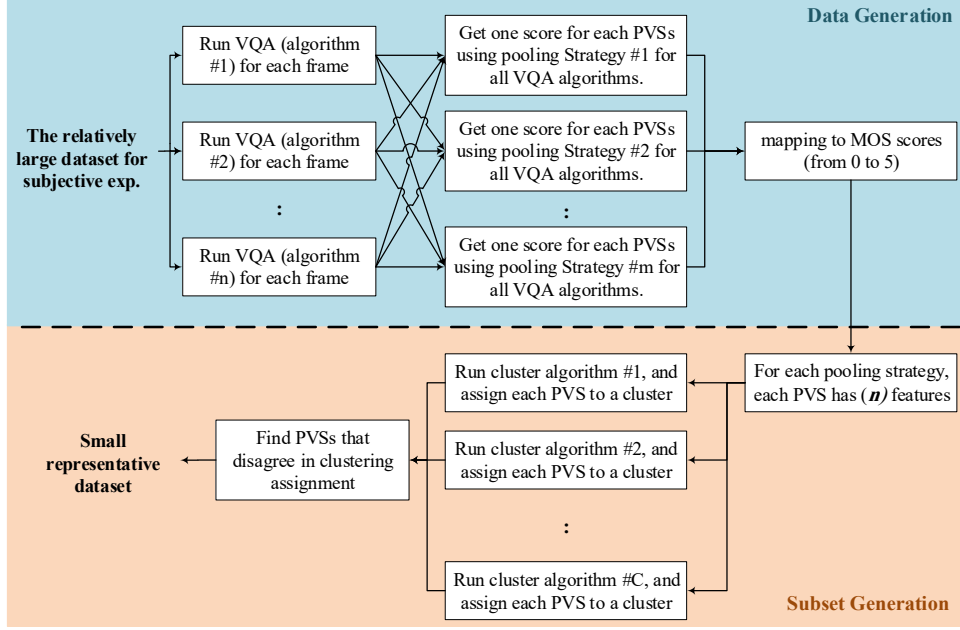 Data Generation
The relatively
large dataset for
subjective exp.
Run VQA (algorithm
#1) for each frame
Run VQA (algorithm
#2) for each frame
:
Run VQA (algorithm
#n) for each frame
Get one score for each PVSs
using pooling Strategy #1 for
all VQA algorithms.
Get one score for each PVSs
using pooling Strategy #2 for
all VQA algorithms.
:
Get one score for each PVSs
using pooling Strategy #m for
all VQA algorithms.
mapping to MOS scores
(from 0 to 5)
For each pooling strategy,
each PVS has (n) features
Run cluster algorithm #1, and
assign each PVS to a cluster
Run cluster algorithm #2, and
assign each PVS to a cluster
:
Run cluster algorithm #C, and
assign each PVS to a cluster
Find PVSs that
disagree in clustering
assignment
Small
representative
dataset
Subset Generation